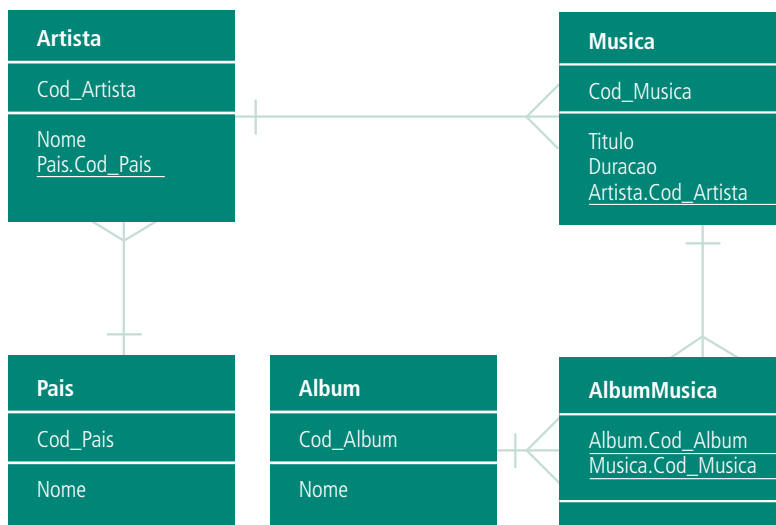 Artista
Cod_Artista
Nome
Pais.Cod_Pais
Musica
Cod_Musica
Titulo
Duracao
Artista.Cod_Artista
Pais
Cod_Pais
Nome
Album
Cod_Album
Nome
AlbumMusica
Album.Cod_Album
Musica.Cod_Musica